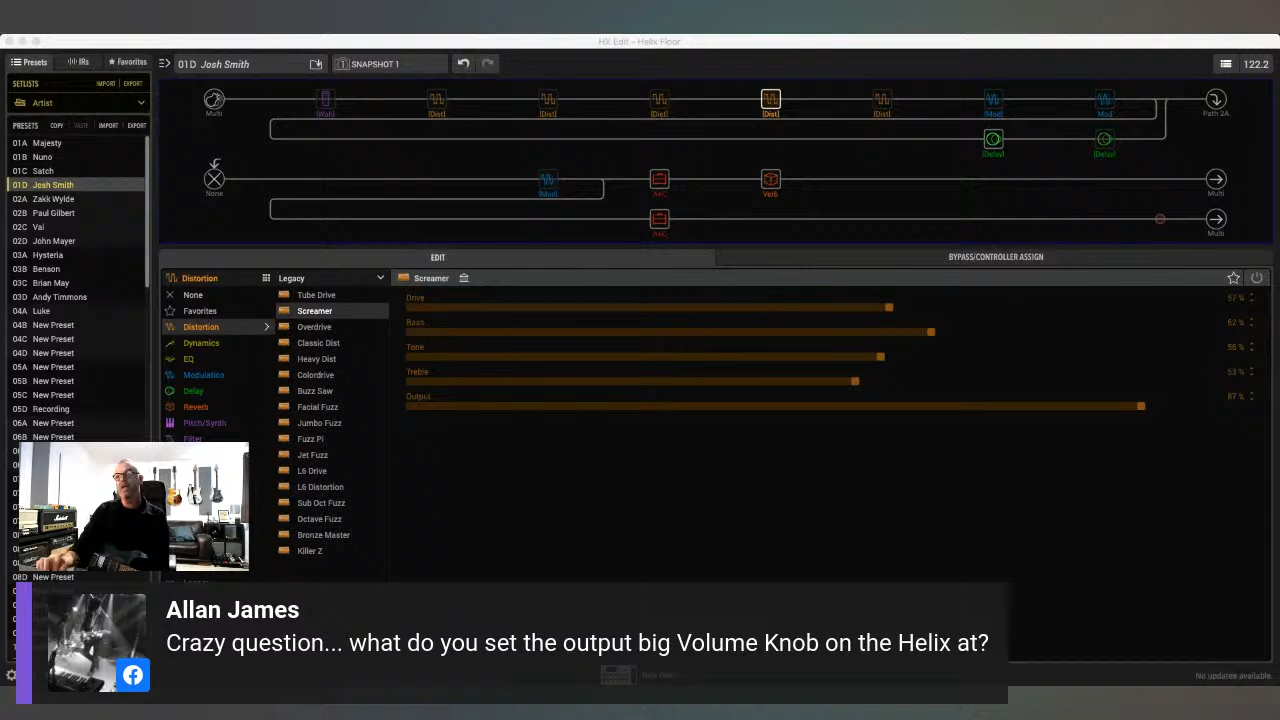 HX Edit - Helix Floor
Presets
IRs
Favorites
01D Josh Smith
1 SNAPSHOT 1
122.2
SETLISTS
IMPORT
EXPORT
Artist
PRESETS
COPY
PASTE
IMPORT
EXPORT
01A Majesty
01B Nuno
01C Satch
01D Josh Smith
02A Zakk Wylde
02B Paul Gilbert
02C Vai
02D John Mayer
03A Hysteria
03B Benson
03C Brian May
03D Andy Timmons
04A Luke
04B New Preset
04C New Preset
04D New Preset
05A New Preset
05B New Preset
05C New Preset
05D Recording
06A New Preset
06B New Preset
08D New Preset
Multi
[Wah]
[Dist]
[Dist]
[Dist]
[Dist]
[Dist]
[Mod]
Mod
Path 2A
[Delay]
[Delay]
None
[Mod]
A+C
Verb
Multi
A+C
Multi
EDIT
BYPASS/CONTROLLER ASSIGN
Distortion
Legacy
Screamer
None
Favorites
Distortion
Dynamics
EQ
Modulation
Delay
Reverb
Pitch/Synth
Filter
Tube Drive
Screamer
Overdrive
Classic Dist
Heavy Dist
Colordrive
Buzz Saw
Facial Fuzz
Jumbo Fuzz
Fuzz Pi
Jet Fuzz
L6 Drive
L6 Distortion
Sub Oct Fuzz
Octave Fuzz
Bronze Master
Killer Z
Drive 57 %
Bass 62 %
Tone 56 %
Treble 53 %
Output 87 %
Marshall
Allan James
Crazy question... what do you set the output big Volume Knob on the Helix at?
Helix Floor
No updates available.